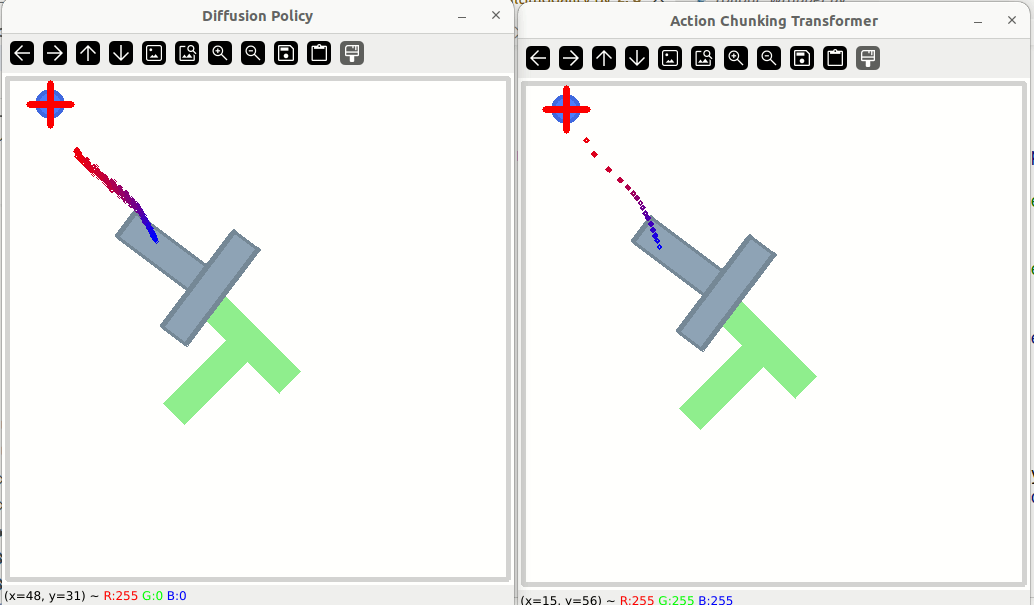 Diffusion Policy
Action Chunking Transformer
(x=48, y=31) ~ R:255 G:0 B:0
(x=15, y=56) ~ R:255 G:255 B:255